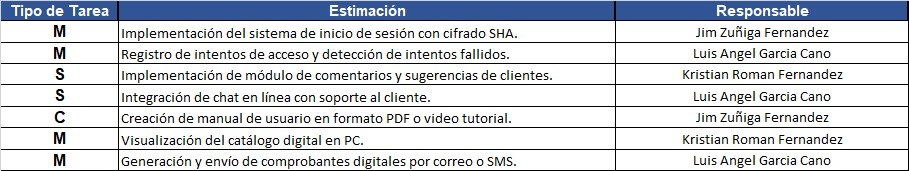 Tipo de Tarea Estimación Responsable
M Implementación del sistema de inicio de sesión con cifrado SHA. Jim Zuñiga Fernandez
M Registro de intentos de acceso y detección de intentos fallidos. Luis Angel Garcia Cano
S Implementación de módulo de comentarios y sugerencias de clientes. Kristian Roman Fernandez
S Integración de chat en línea con soporte al cliente. Luis Angel Garcia Cano
C Creación de manual de usuario en formato PDF o video tutorial. Jim Zuñiga Fernandez
M Visualización del catálogo digital en PC. Kristian Roman Fernandez
M Generación y envío de comprobantes digitales por correo o SMS. Luis Angel Garcia Cano